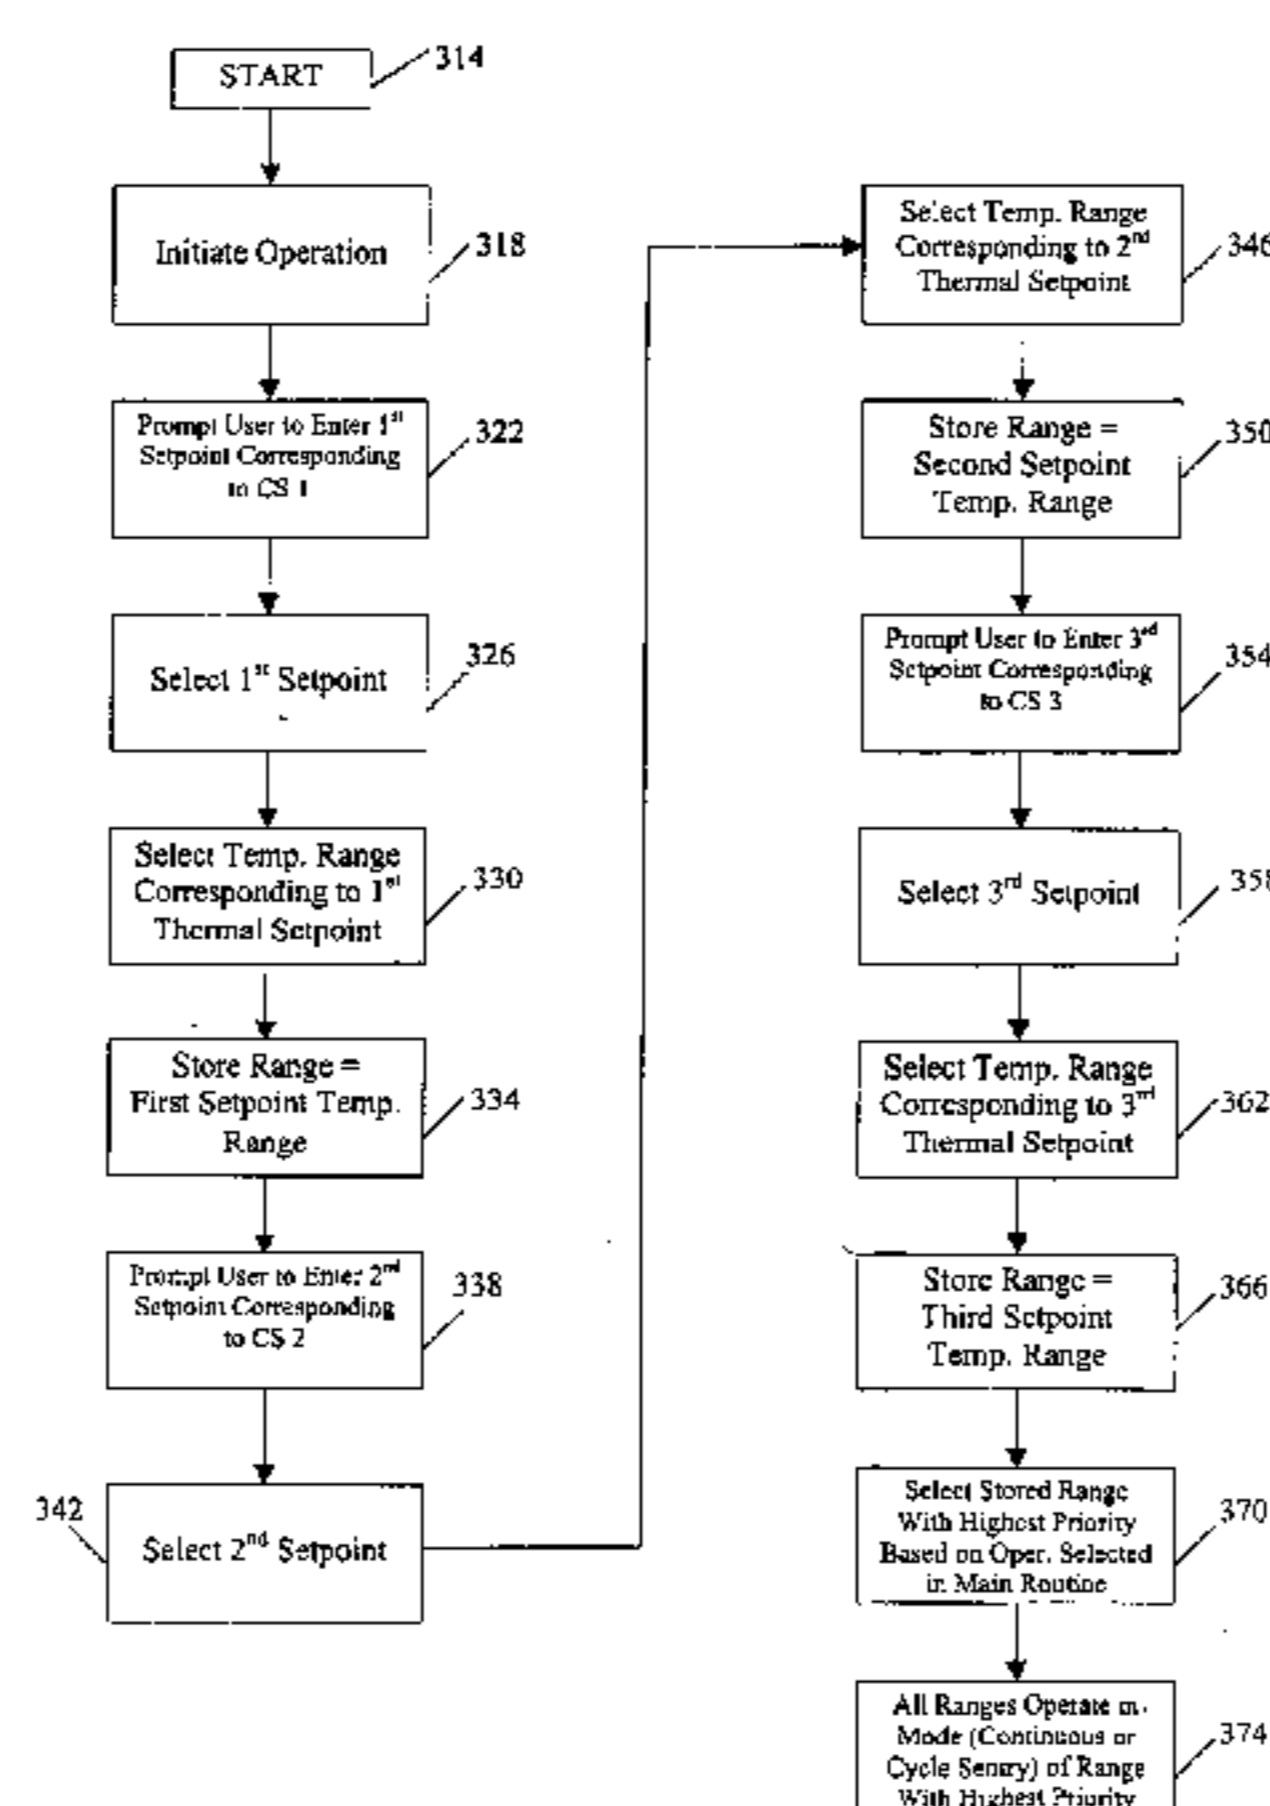 START
314
Initiate Operation
318
Prompt User to Enter 1st
Setpoint Corresponding
to CS 1
322
Select 1st Setpoint
326
Select Temp. Range
Corresponding to 1st
Thermal Setpoint
330
Store Range =
First Setpoint Temp.
Range
334
Prompt User to Enter 2nd
Setpoint Corresponding
to CS 2
338
342
Select 2nd Setpoint
Select Temp. Range
Corresponding to 2nd
Thermal Setpoint
346
Store Range =
Second Setpoint
Temp. Range
350
Prompt User to Enter 3rd
Setpoint Corresponding
to CS 3
354
Select 3rd Setpoint
358
Select Temp. Range
Corresponding to 3rd
Thermal Setpoint
362
Store Range =
Third Setpoint
Temp. Range
366
Select Stored Range
With Highest Priority
Based on Oper. Selected
in Main Routine
370
All Ranges Operate in
Mode (Continuous or
Cycle Sentry) of Range
With Highest Priority
374